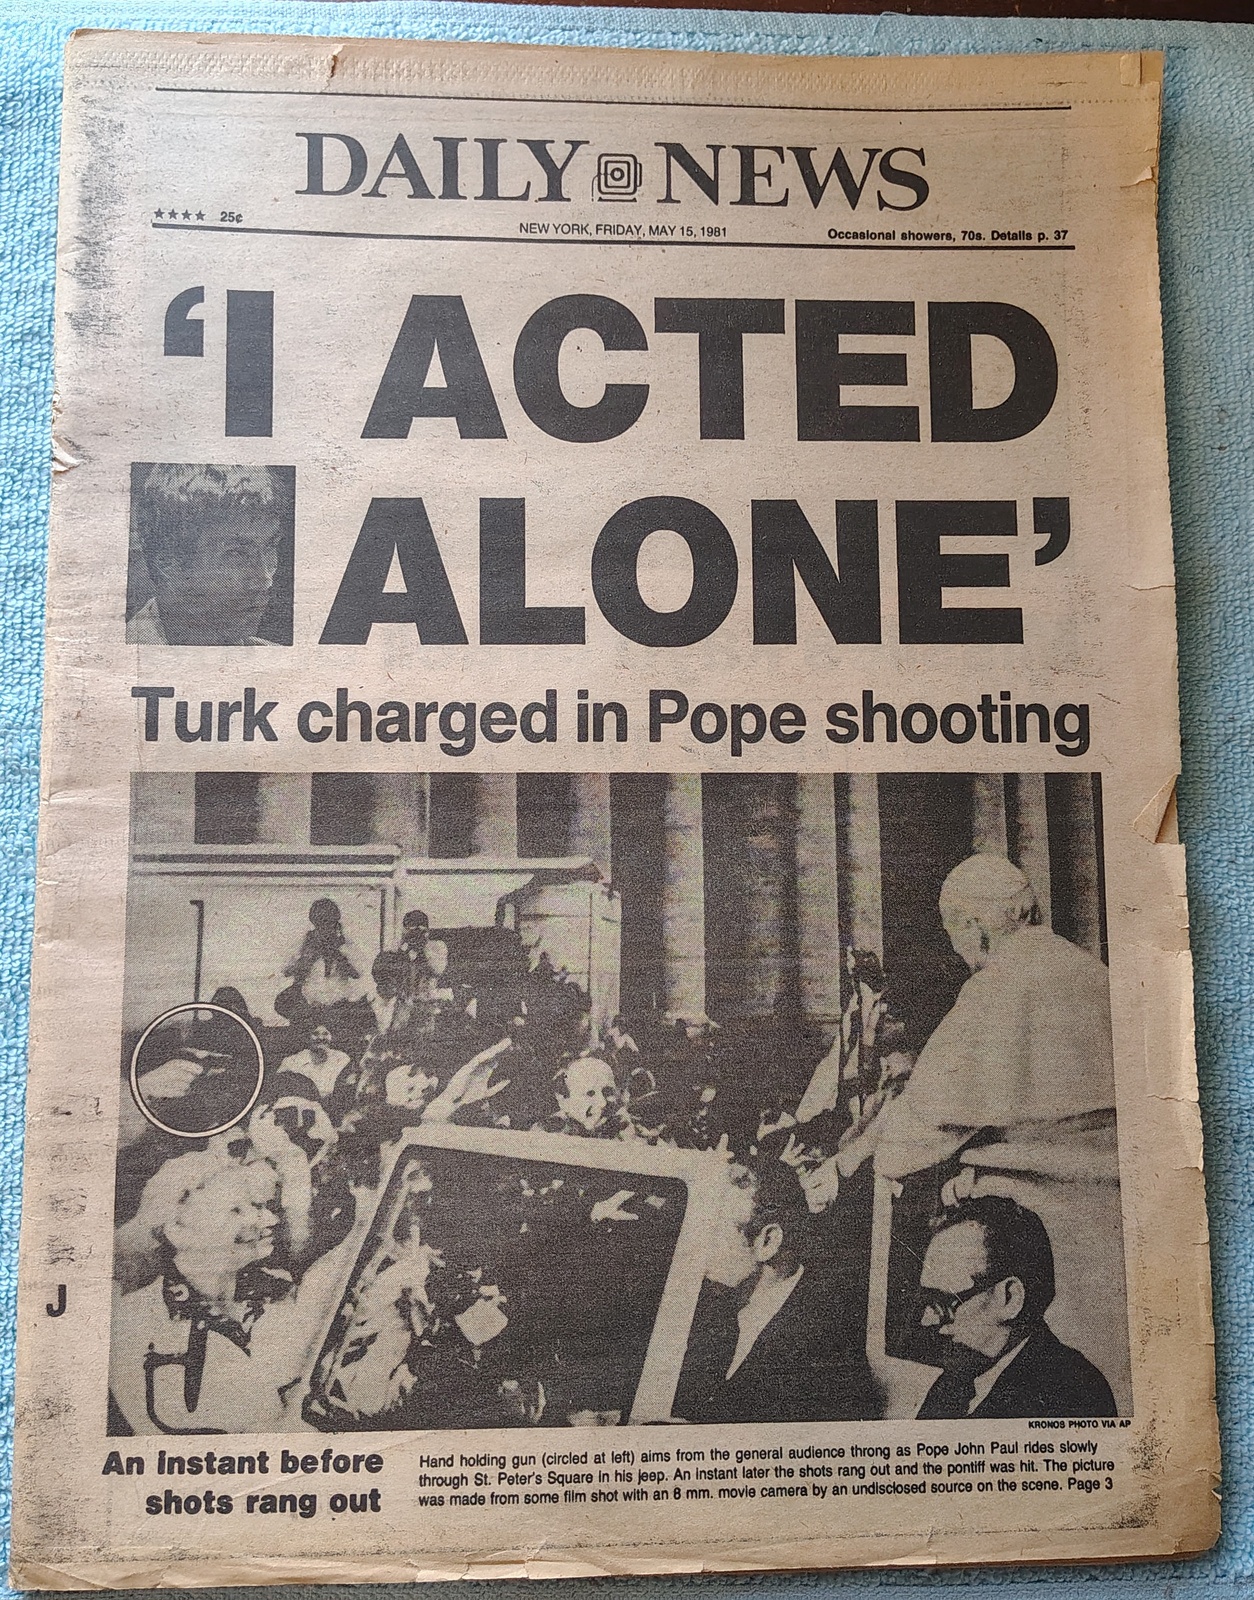 DAILY NEWS
★★★★ 25¢
NEW YORK, FRIDAY, MAY 15, 1981
Occasional showers, 70s. Details p. 37
‘I ACTED
ALONE’
Turk charged in Pope shooting
J
KRONOS PHOTO VIA AP
An instant before
shots rang out
Hand holding gun (circled at left) aims from the general audience throng as Pope John Paul rides slowly
through St. Peter's Square in his jeep. An instant later the shots rang out and the pontiff was hit. The picture
was made from some film shot with an 8 mm. movie camera by an undisclosed source on the scene. Page 3